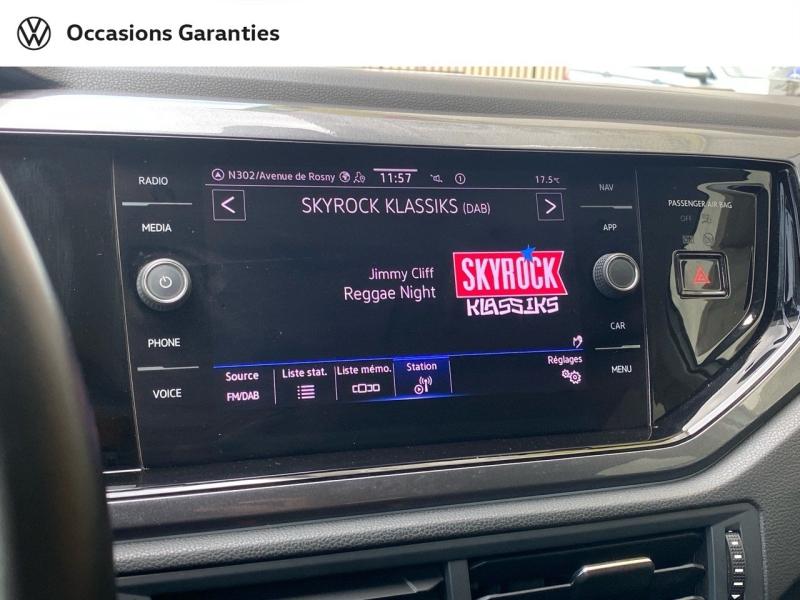 Occasions Garanties
RADIO
MEDIA
PHONE
VOICE
N302/Avenue de Rosny 11:57 1 17.5°C
< SKYROCK KLASSIKS (DAB) >
Jimmy Cliff
Reggae Night
SKYROCK
KLASSIKS
Source
FM/DAB
Liste stat.
Liste mémo.
Station
Réglages
NAV
APP
CAR
MENU
PASSENGER AIR BAG
OFF